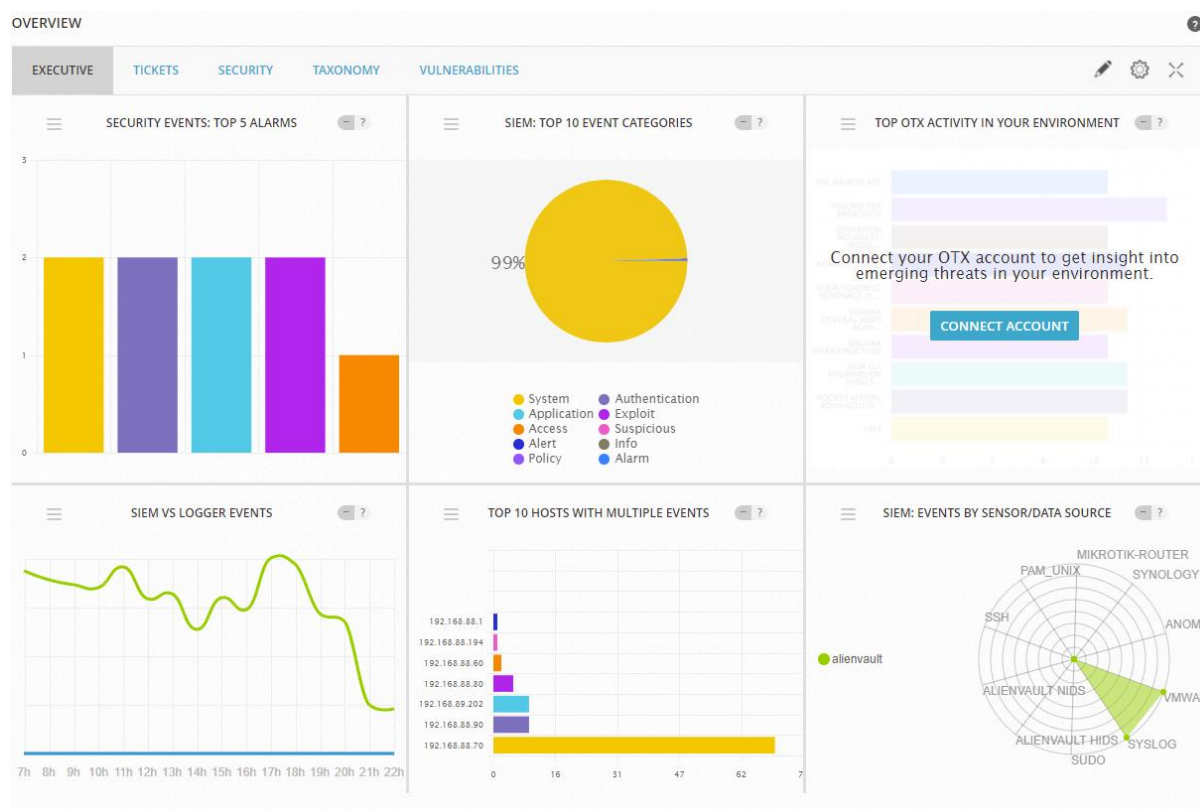 OVERVIEW
?
EXECUTIVE TICKETS SECURITY TAXONOMY VULNERABILITIES
SECURITY EVENTS: TOP 5 ALARMS
− ?
3
2
1
0
SIEM: TOP 10 EVENT CATEGORIES
− ?
99%
System Authentication
Application Exploit
Access Suspicious
Alert Info
Policy Alarm
TOP OTX ACTIVITY IN YOUR ENVIRONMENT
− ?
Connect your OTX account to get insight into
emerging threats in your environment.
CONNECT ACCOUNT
SIEM VS LOGGER EVENTS
− ?
7h 8h 9h 10h 11h 12h 13h 14h 15h 16h 17h 18h 19h 20h 21h 22h
TOP 10 HOSTS WITH MULTIPLE EVENTS
− ?
192.168.88.1
192.168.88.194
192.168.88.60
192.168.88.80
192.168.89.202
192.168.88.90
192.168.88.70
0 16 31 47 62 7
SIEM: EVENTS BY SENSOR/DATA SOURCE
− ?
alienvault
MIKROTIK-ROUTER
PAM_UNIX
SYNOLOGY
SSH
ANOM
ALIENVAULT NIDS
VMWA
ALIENVAULT HIDS
SYSLOG
SUDO